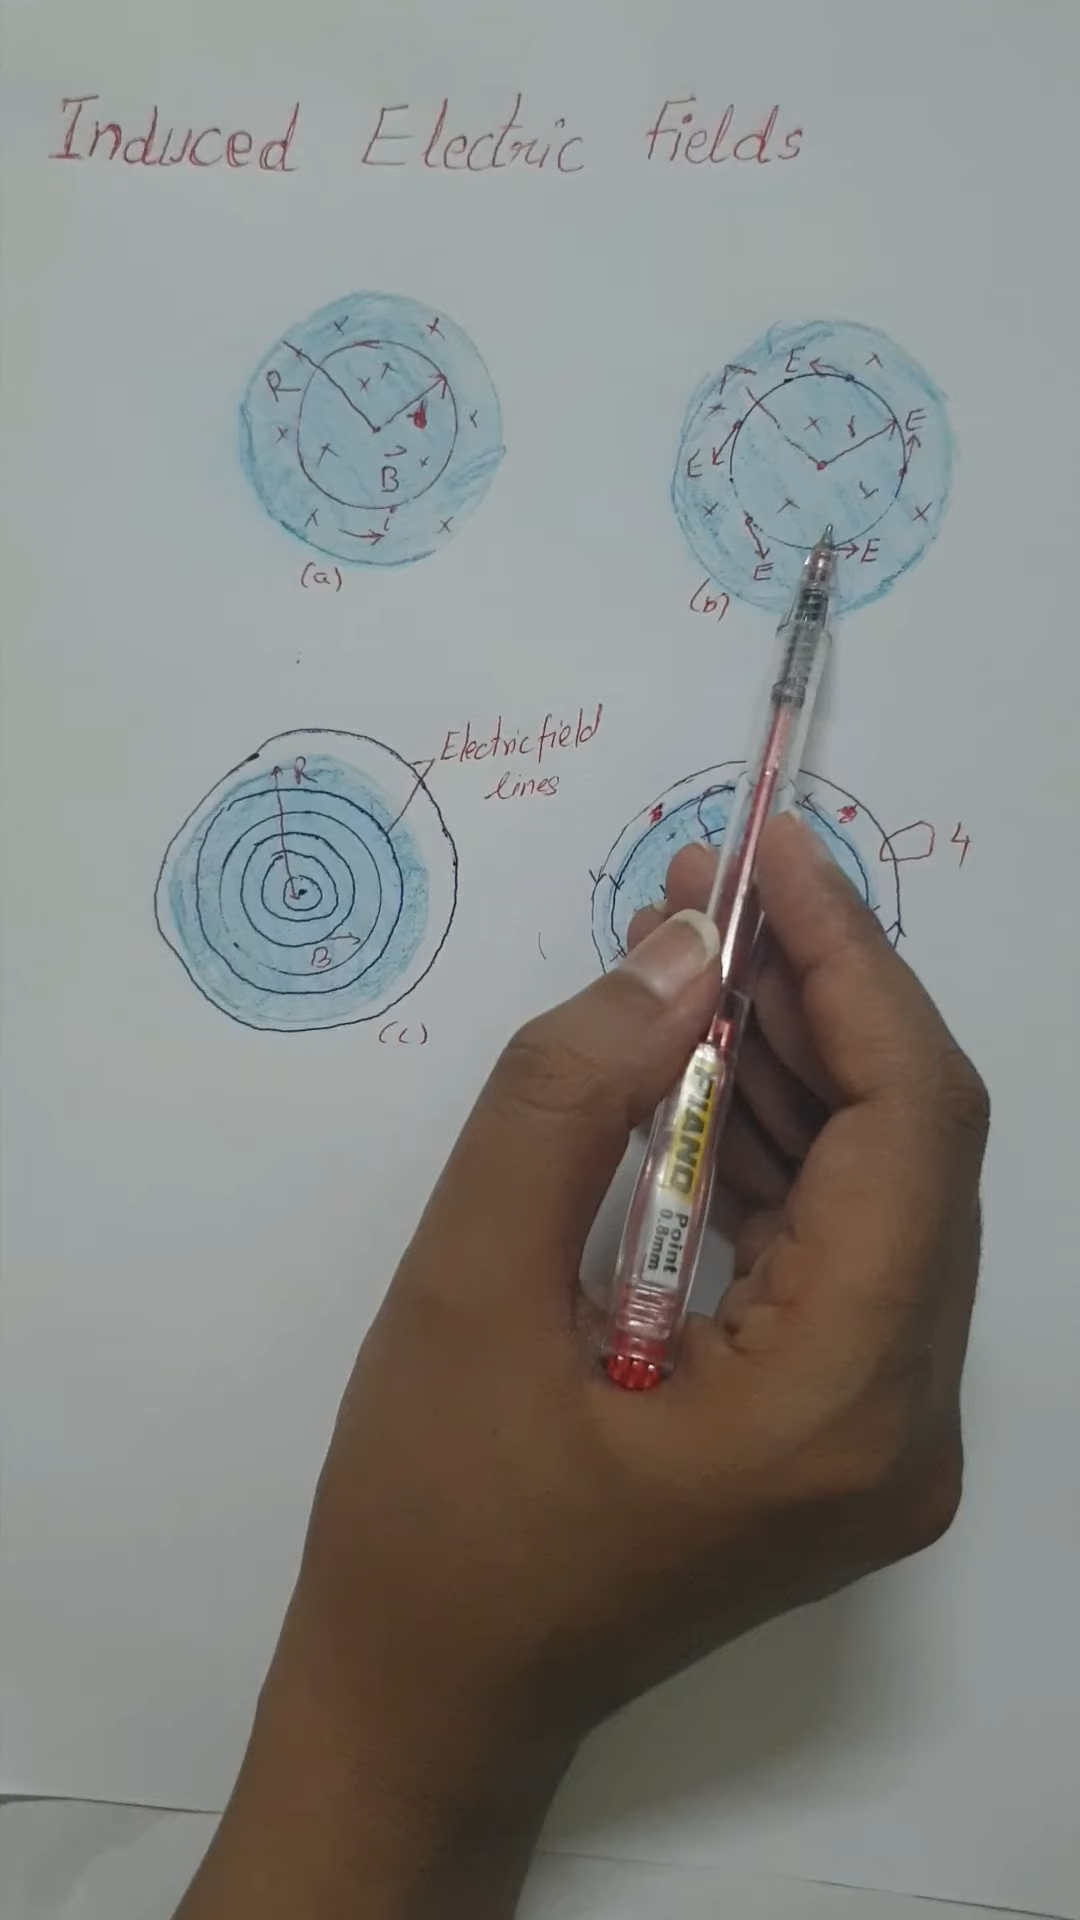 Induced Electric Fields
R
B
i
(a)
E
E
r
E
E
E
(b)
Electric field
lines
R
B
(c)
4
PIANO
Point
0.8mm